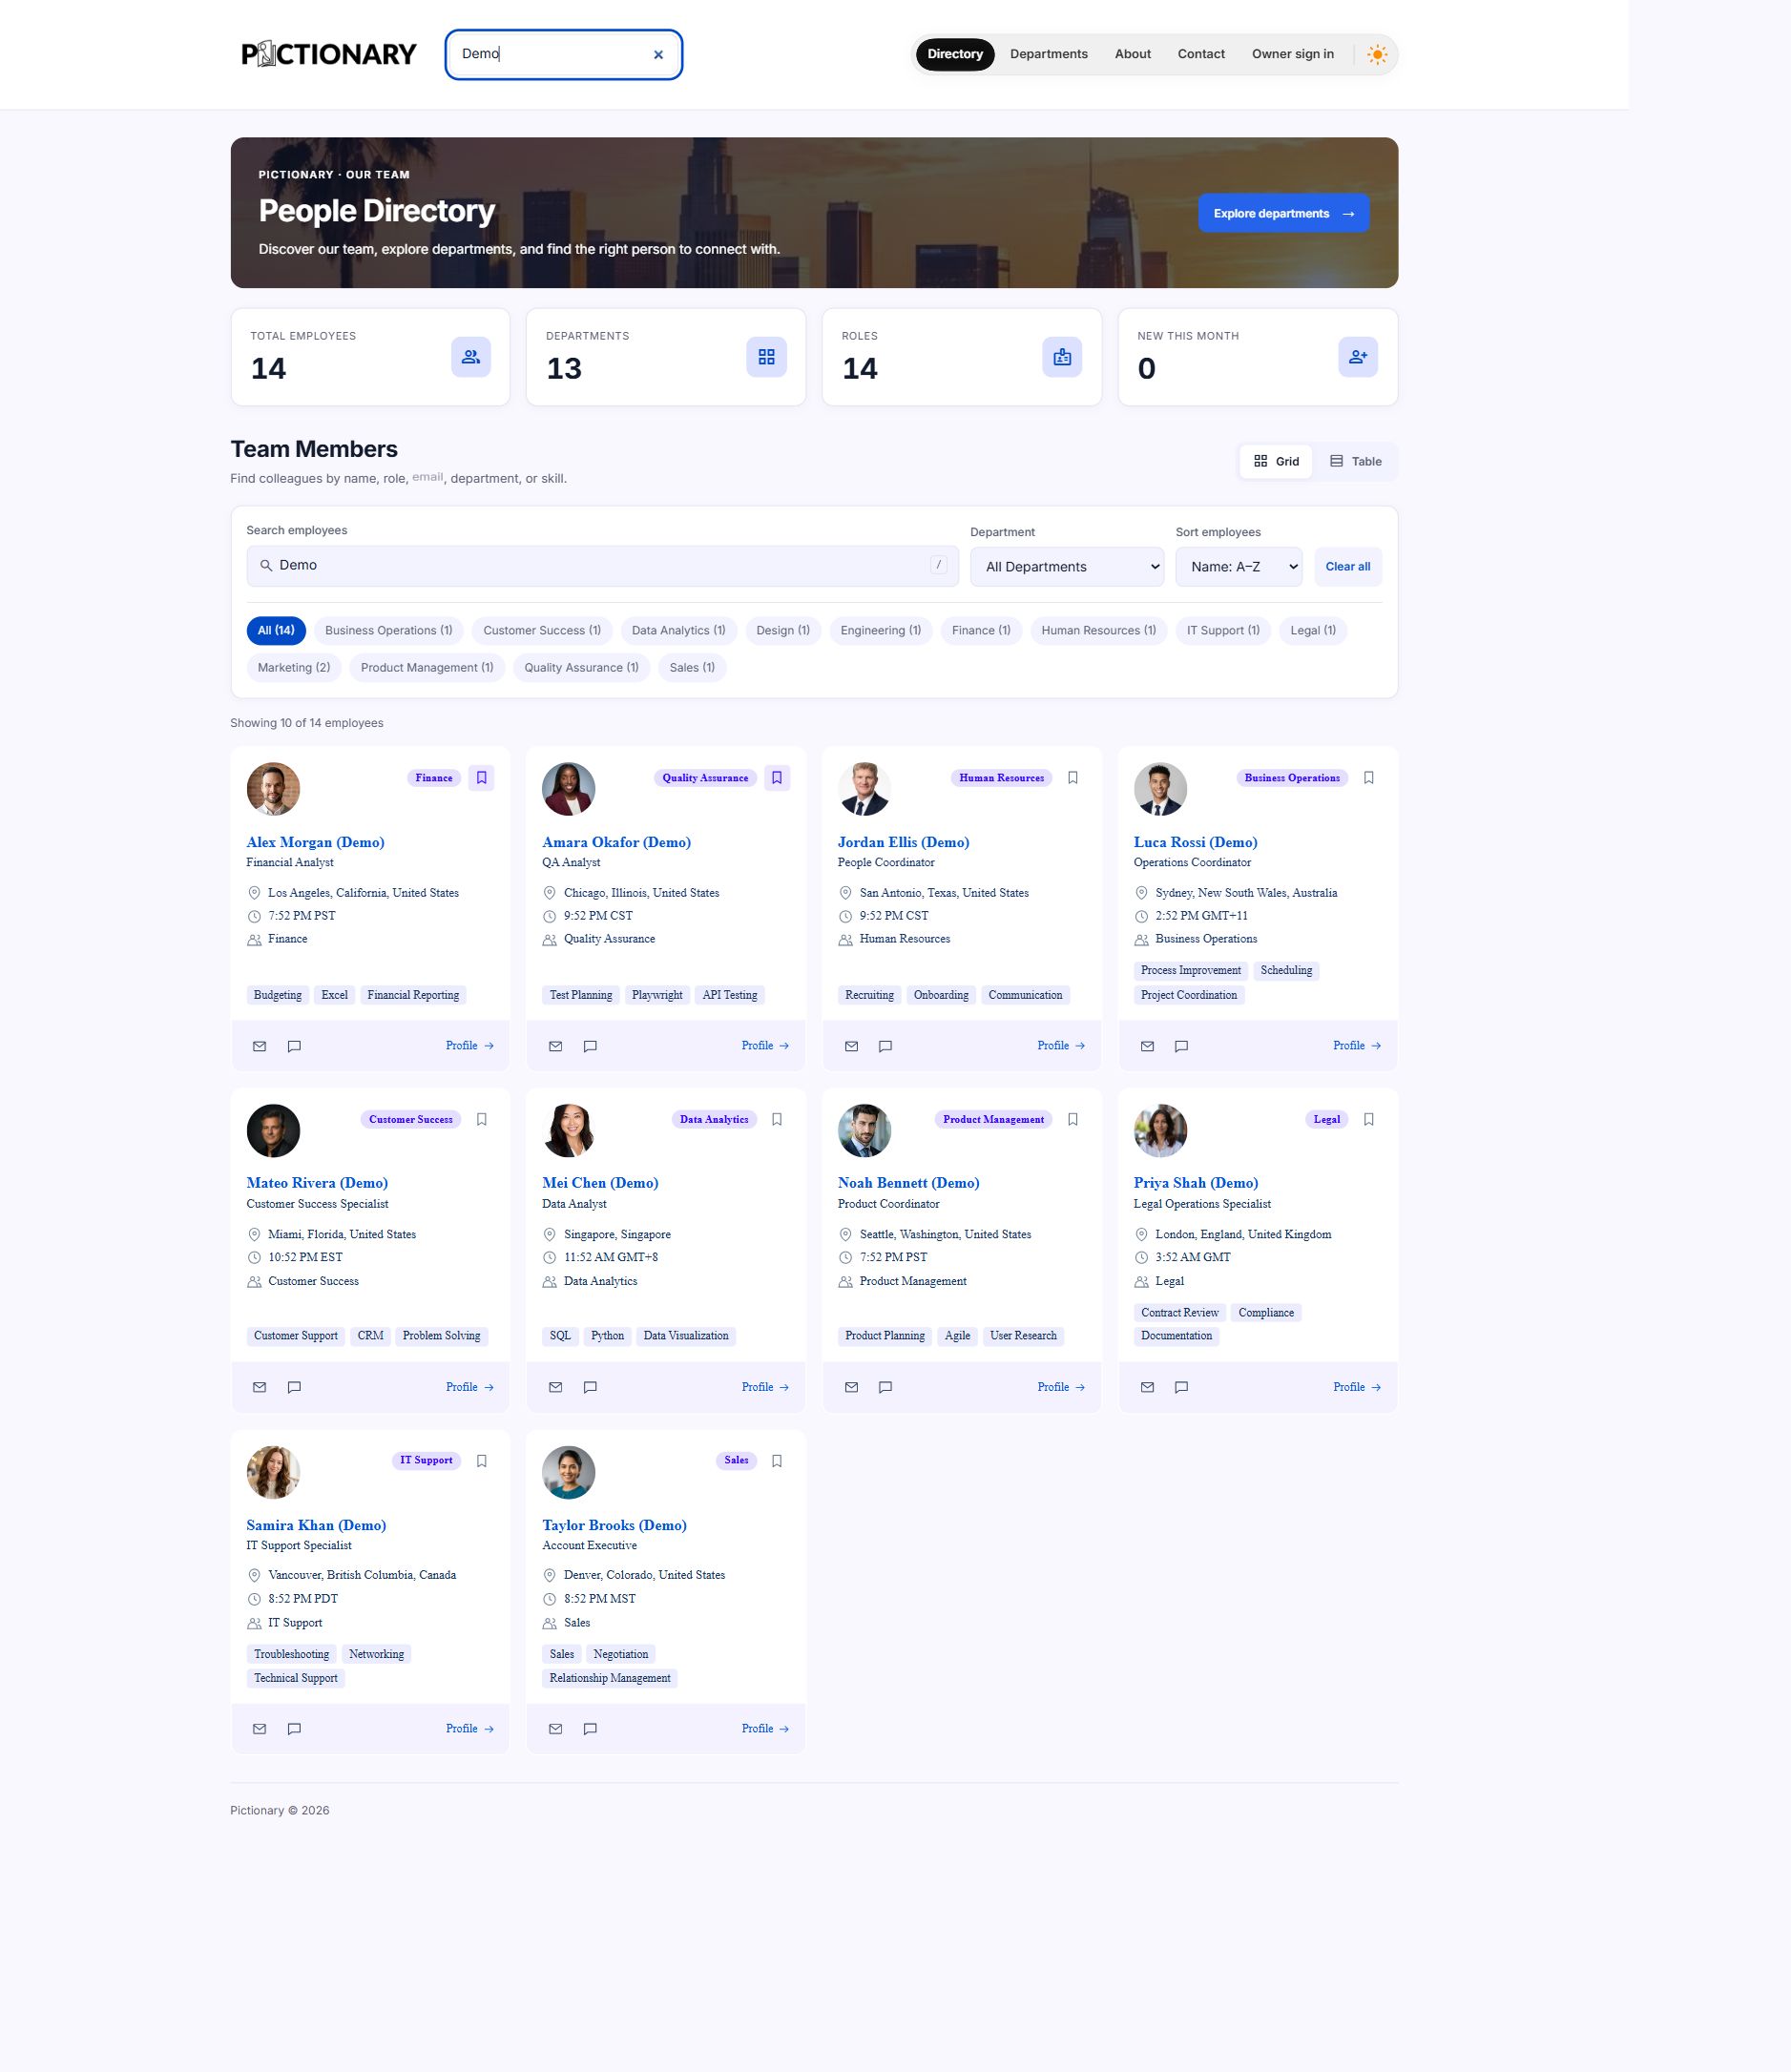 PICTIONARY
Demo
Directory Departments About Contact Owner sign in
PICTIONARY · OUR TEAM
People Directory
Discover our team, explore departments, and find the right person to connect with.
Explore departments →
TOTAL EMPLOYEES
14
DEPARTMENTS
13
ROLES
14
NEW THIS MONTH
0
Team Members
Find colleagues by name, role, email, department, or skill.
Grid Table
Search employees
Demo /
Department
All Departments
Sort employees
Name: A–Z
Clear all
All (14) Business Operations (1) Customer Success (1) Data Analytics (1) Design (1) Engineering (1) Finance (1) Human Resources (1) IT Support (1) Legal (1)
Marketing (2) Product Management (1) Quality Assurance (1) Sales (1)
Showing 10 of 14 employees
Finance
Alex Morgan (Demo)
Financial Analyst
Los Angeles, California, United States
7:52 PM PST
Finance
Budgeting Excel Financial Reporting
Profile →
Quality Assurance
Amara Okafor (Demo)
QA Analyst
Chicago, Illinois, United States
9:52 PM CST
Quality Assurance
Test Planning Playwright API Testing
Profile →
Human Resources
Jordan Ellis (Demo)
People Coordinator
San Antonio, Texas, United States
9:52 PM CST
Human Resources
Recruiting Onboarding Communication
Profile →
Business Operations
Luca Rossi (Demo)
Operations Coordinator
Sydney, New South Wales, Australia
2:52 PM GMT+11
Business Operations
Process Improvement Scheduling
Project Coordination
Profile →
Customer Success
Mateo Rivera (Demo)
Customer Success Specialist
Miami, Florida, United States
10:52 PM EST
Customer Success
Customer Support CRM Problem Solving
Profile →
Data Analytics
Mei Chen (Demo)
Data Analyst
Singapore, Singapore
11:52 AM GMT+8
Data Analytics
SQL Python Data Visualization
Profile →
Product Management
Noah Bennett (Demo)
Product Coordinator
Seattle, Washington, United States
7:52 PM PST
Product Management
Product Planning Agile User Research
Profile →
Legal
Priya Shah (Demo)
Legal Operations Specialist
London, England, United Kingdom
3:52 AM GMT
Legal
Contract Review Compliance
Documentation
Profile →
IT Support
Samira Khan (Demo)
IT Support Specialist
Vancouver, British Columbia, Canada
8:52 PM PDT
IT Support
Troubleshooting Networking
Technical Support
Profile →
Sales
Taylor Brooks (Demo)
Account Executive
Denver, Colorado, United States
8:52 PM MST
Sales
Sales Negotiation
Relationship Management
Profile →
Pictionary © 2026